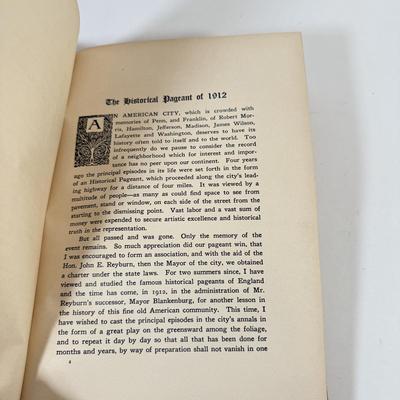 The Historical Pageant of 1912
AN AMERICAN CITY, which is crowded with
memories of Penn, and Franklin, of Robert Mor-
ris, Hamilton, Jefferson, Madison, James Wilson,
Lafayette and Washington, deserves to have its
history often told to itself and to the world. Too
infrequently do we pause to consider the record
of a neighborhood which for interest and impor-
tance has no peer upon our continent. Four years
ago the principal episodes in its life were set forth in the form
of an Historical Pageant, which proceeded along the city's lead-
ing highway for a distance of four miles. It was viewed by a
multitude of people—as many as could find space to see from
pavement, stand or window, on each side of the street from the
starting to the dismissing point. Vast labor and a vast sum of
money were expended to secure artistic excellence and historical
truth in the representation.
But all passed and was gone. Only the memory of the
event remains. So much appreciation did our pageant win, that
I was encouraged to form an association, and with the aid of the
Hon. John E. Reyburn, then the Mayor of the city, we obtained
a charter under the state laws. For two summers since, I have
viewed and studied the famous historical pageants of England
and the time has come, in 1912, in the administration of Mr.
Reyburn's successor, Mayor Blankenburg, for another lesson in
the history of this fine old American community. This time, I
have wished to cast the principal episodes in the city's annals in
the form of a great play on the greensward among the foliage,
and to repeat it day by day so that all that has been done for
months and years, by way of preparation shall not vanish in one
4